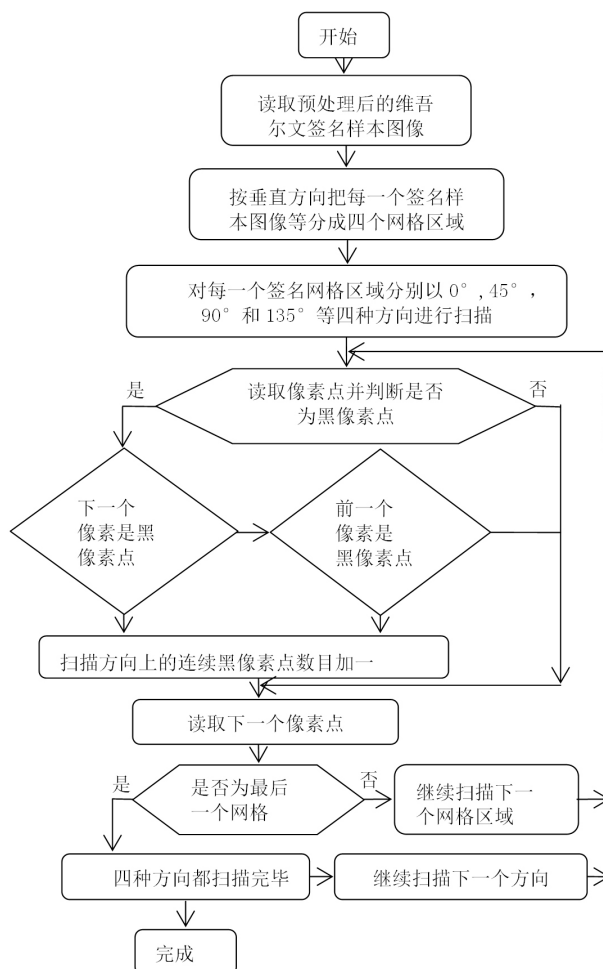 开始
读取预处理后的维吾
尔文签名样本图像
按垂直方向把每一个签名样
本图像等分成四个网格区域
对每一个签名网格区域分别以 0°,45°，
90° 和 135° 等四种方向进行扫描
是
读取像素点并判断是否
为黑像素点
否
下一个
像素是黑
像素点
前一个
像素是
黑像素点
扫描方向上的连续黑像素点数目加一
读取下一个像素点
是
是否为最后
一个网格
否
继续扫描下一
个网格区域
四种方向都扫描完毕
继续扫描下一个方向
完成